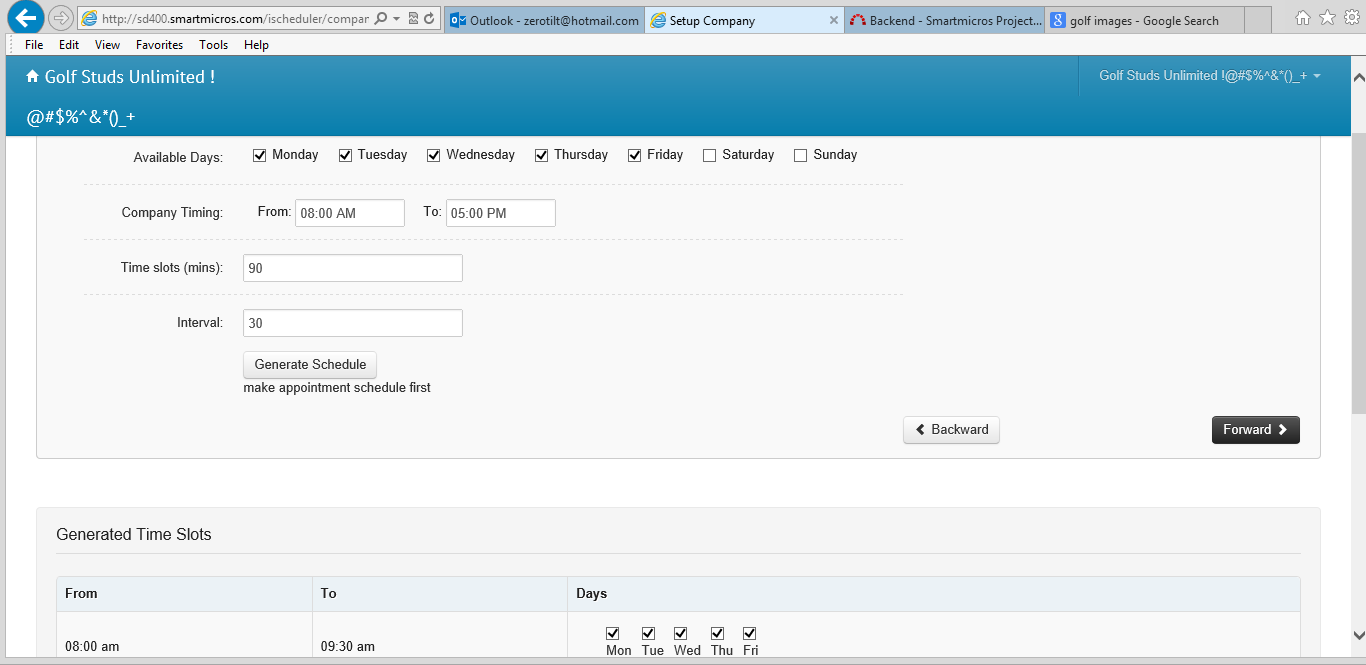 http://sd400.smartmicros.com/ischeduler/compar
Outlook - zerotilt@hotmail.com
Setup Company
Backend - Smartmicros Project...
golf images - Google Search
File Edit View Favorites Tools Help
Golf Studs Unlimited !
@#$%^&*()_+
Golf Studs Unlimited !@#$%^&*()_+
Available Days: Monday Tuesday Wednesday Thursday Friday Saturday Sunday
Company Timing: From: 08:00 AM To: 05:00 PM
Time slots (mins): 90
Interval: 30
Generate Schedule
make appointment schedule first
Backward
Forward
Generated Time Slots
From To Days
08:00 am 09:30 am Mon Tue Wed Thu Fri